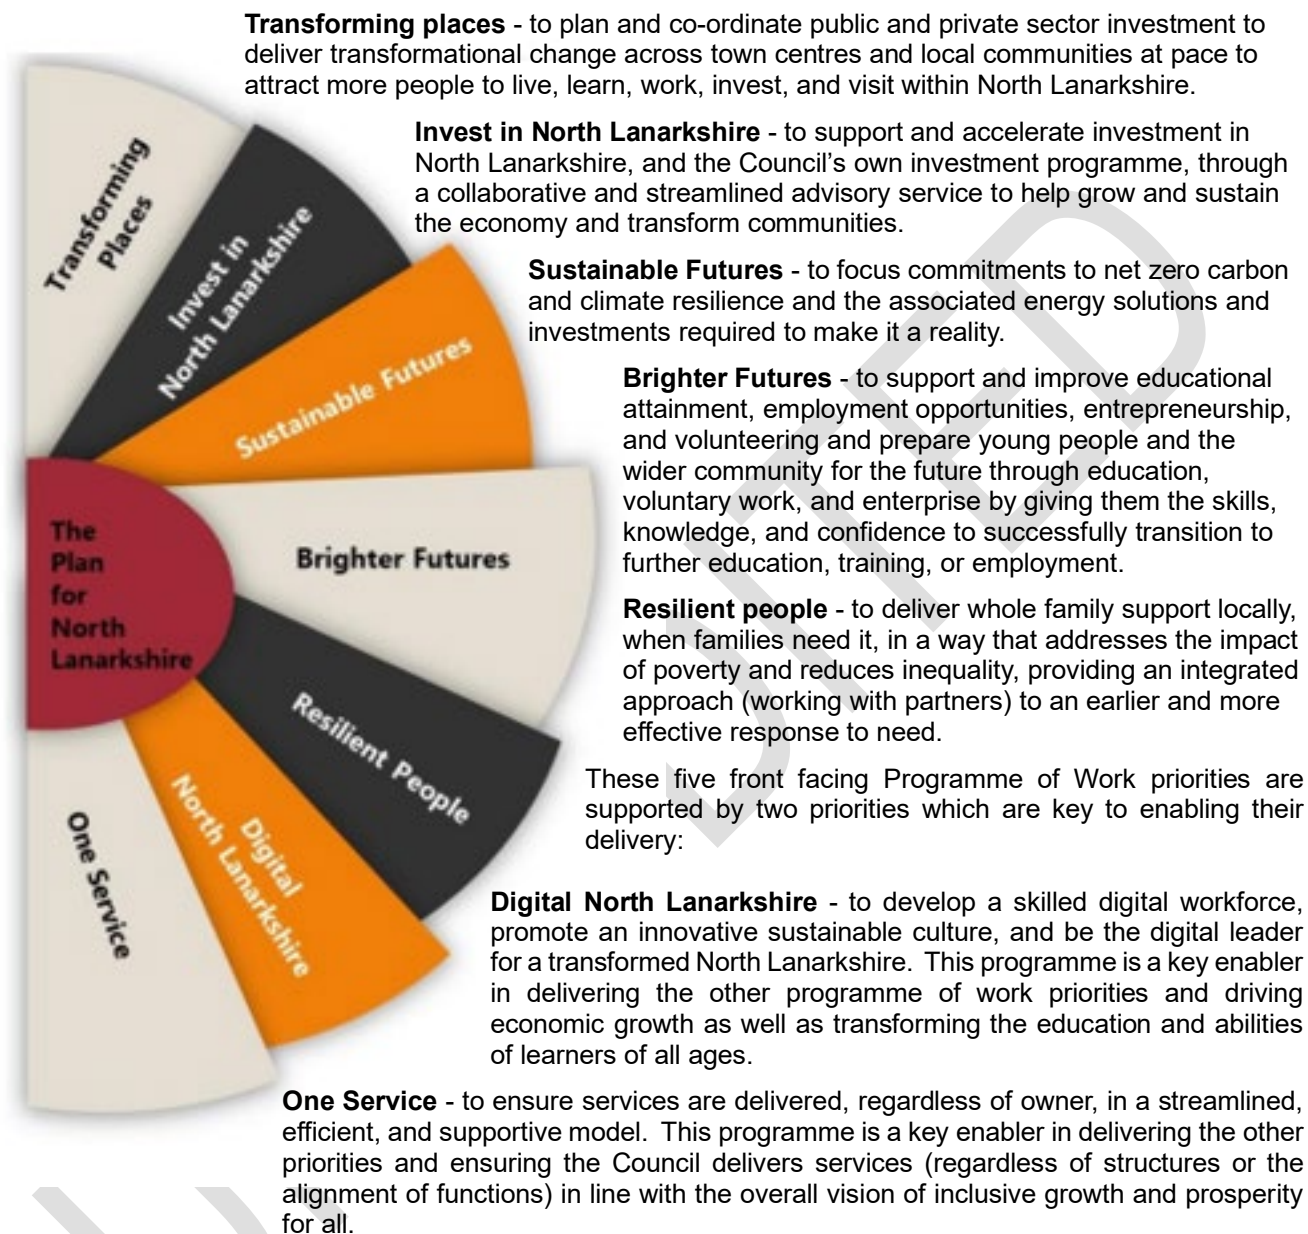 Transforming places - to plan and co-ordinate public and private sector investment to
deliver transformational change across town centres and local communities at pace to
attract more people to live, learn, work, invest, and visit within North Lanarkshire.
Invest in North Lanarkshire - to support and accelerate investment in
North Lanarkshire, and the Council's own investment programme, through
a collaborative and streamlined advisory service to help grow and sustain
the economy and transform communities.
Sustainable Futures - to focus commitments to net zero carbon
and climate resilience and the associated energy solutions and
investments required to make it a reality.
Brighter Futures - to support and improve educational
attainment, employment opportunities, entrepreneurship,
and volunteering and prepare young people and the
wider community for the future through education,
voluntary work, and enterprise by giving them the skills,
knowledge, and confidence to successfully transition to
further education, training, or employment.
Resilient people - to deliver whole family support locally,
when families need it, in a way that addresses the impact
of poverty and reduces inequality, providing an integrated
approach (working with partners) to an earlier and more
effective response to need.
These five front facing Programme of Work priorities are
supported by two priorities which are key to enabling their
delivery:
Digital North Lanarkshire - to develop a skilled digital workforce,
promote an innovative sustainable culture, and be the digital leader
for a transformed North Lanarkshire. This programme is a key enabler
in delivering the other programme of work priorities and driving
economic growth as well as transforming the education and abilities
of learners of all ages.
One Service - to ensure services are delivered, regardless of owner, in a streamlined,
efficient, and supportive model. This programme is a key enabler in delivering the other
priorities and ensuring the Council delivers services (regardless of structures or the
alignment of functions) in line with the overall vision of inclusive growth and prosperity
for all.
Transforming
Places
Invest in
North Lanarkshire
Sustainable Futures
Brighter Futures
Resilient People
Digital
North Lanarkshire
One Service
The
Plan
for
North
Lanarkshire